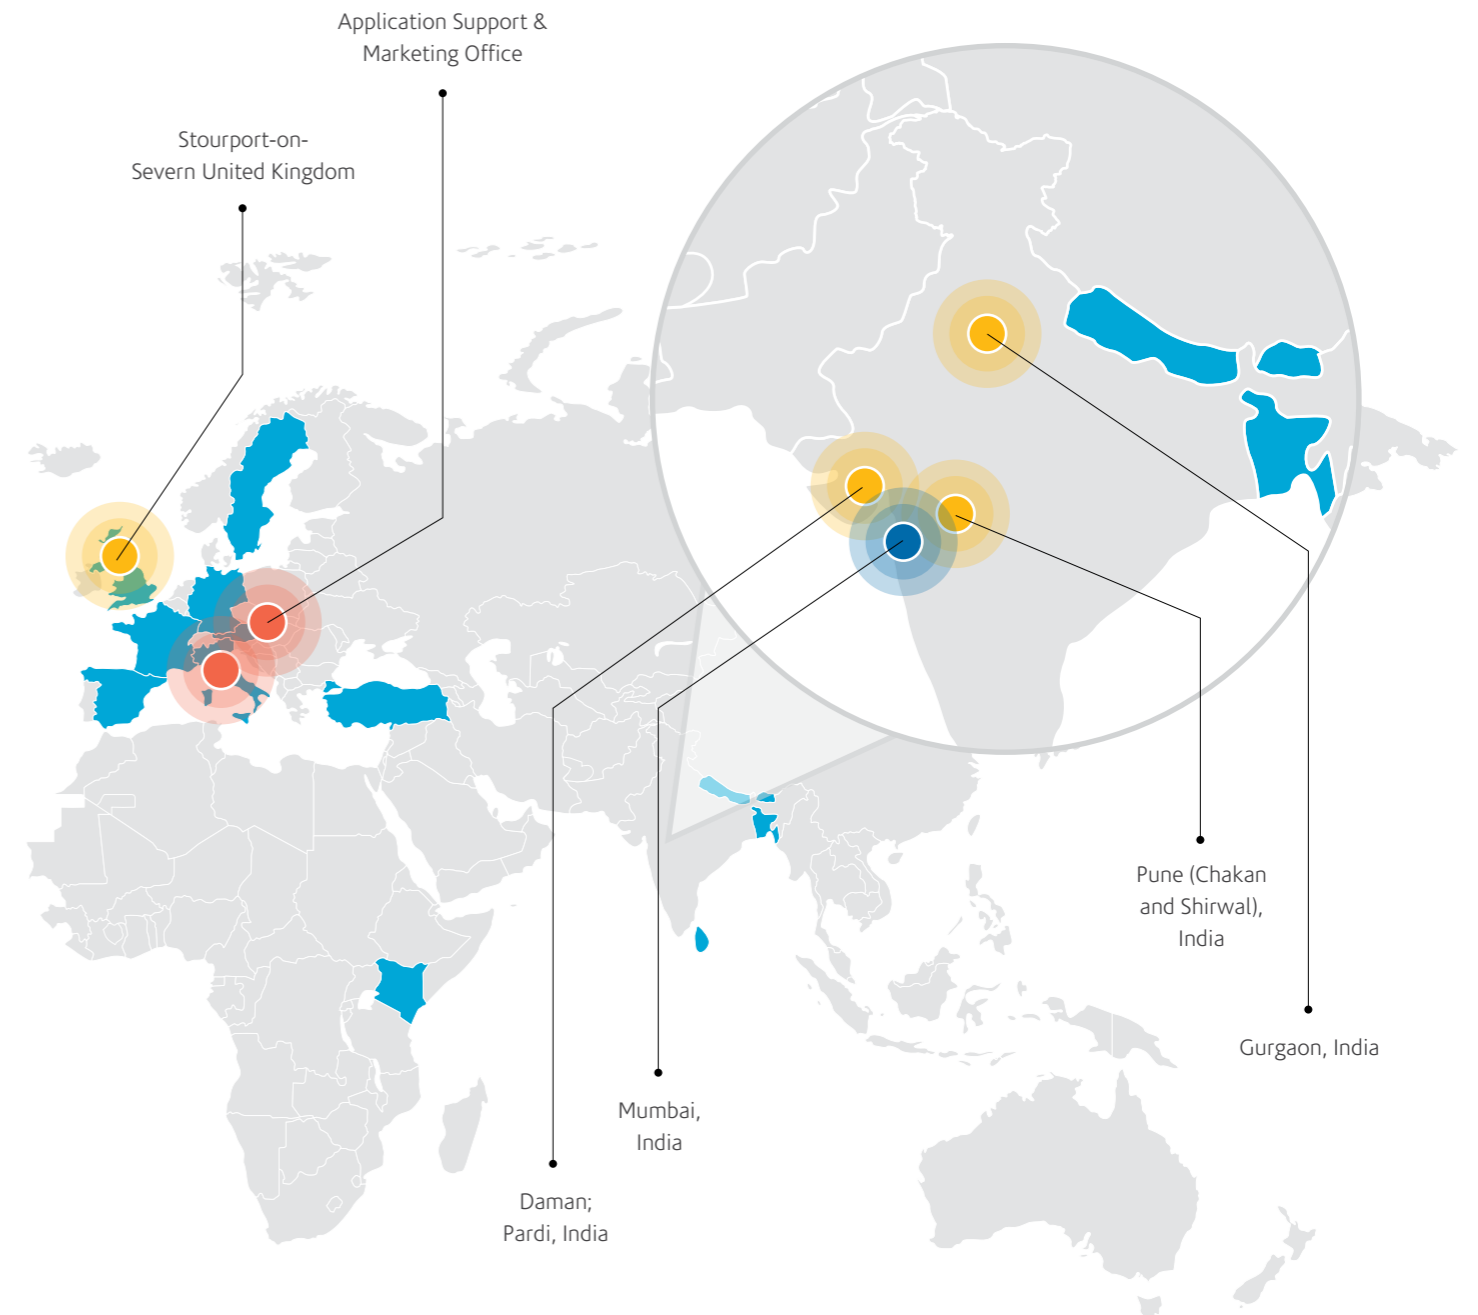 Application Support &
Marketing Office
Stourport-on-
Severn United Kingdom
Pune (Chakan
and Shirwal),
India
Gurgaon, India
Mumbai,
India
Daman;
Pardi, India